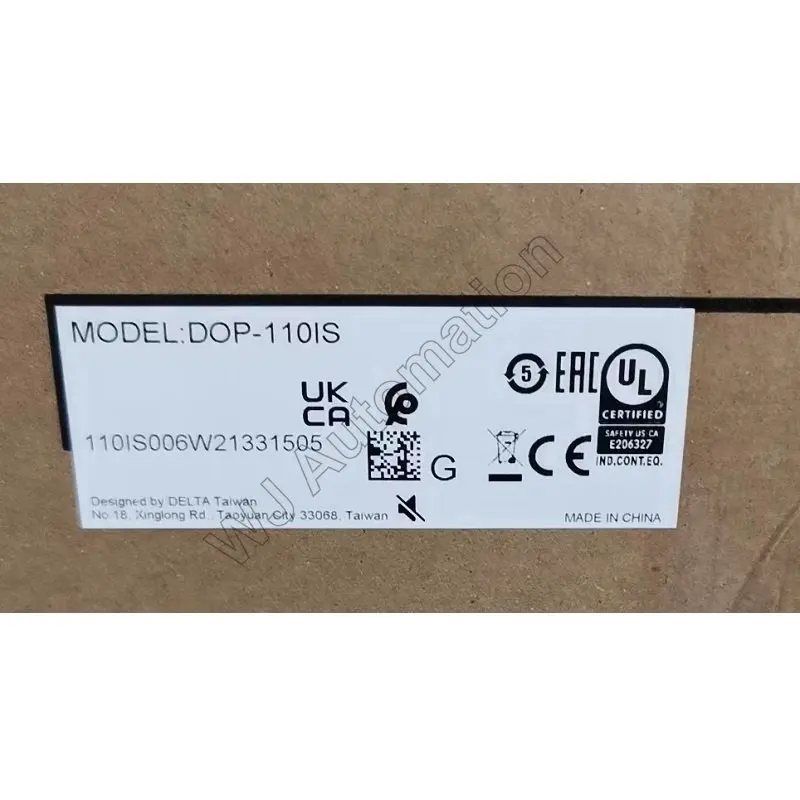 MODEL:DOP-110IS
UK
CA
5
EAC
UL
CERTIFIED
SAFETY US CA
E206327
IND.CONT.EQ.
110IS006W21331505
G
CE
Designed by DELTA Taiwan
No.18, Xinglong Rd., Taoyuan City 33068, Taiwan
MADE IN CHINA
WJ Automation